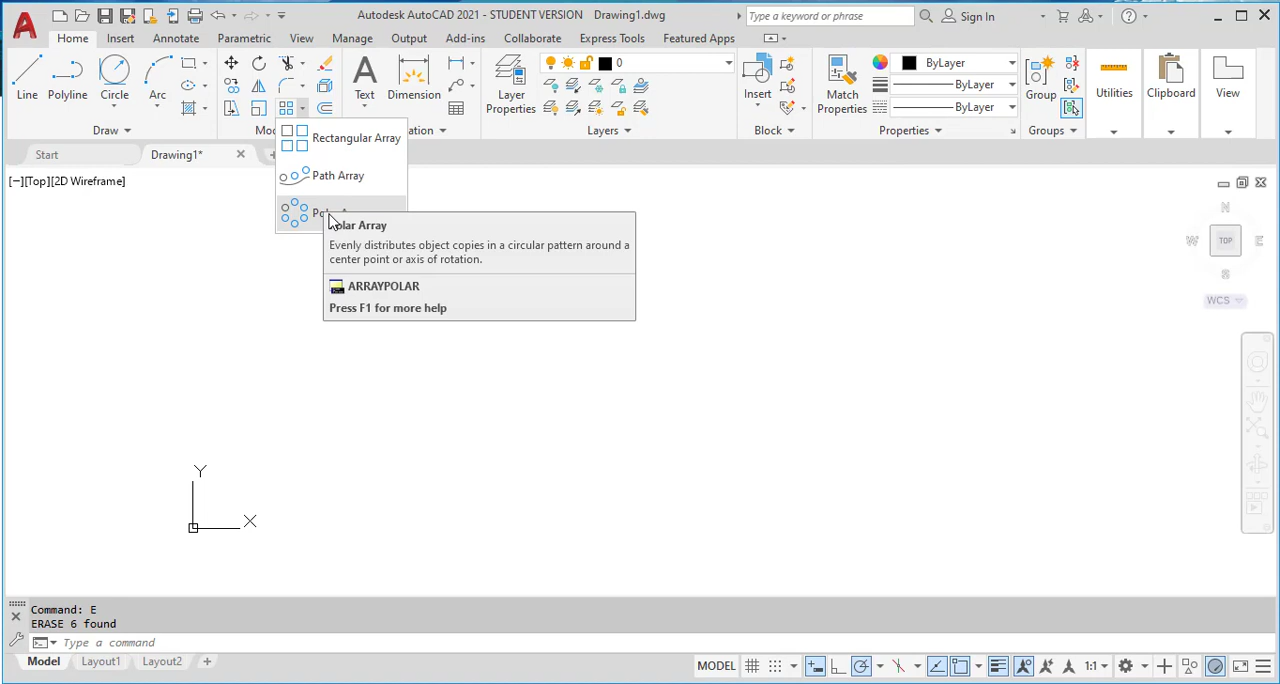 Autodesk AutoCAD 2021 - STUDENT VERSION Drawing1.dwg
Type a keyword or phrase
Sign In
Home Insert Annotate Parametric View Manage Output Add-ins Collaborate Express Tools Featured Apps
0
ByLayer
ByLayer
ByLayer
Line Polyline Circle Arc
Text Dimension
Layer Properties
Insert
Match Properties
Group
Utilities
Clipboard
View
Draw
Layers
Block
Properties
Groups
Start
Drawing1*
Rectangular Array
Path Array
[−][Top][2D Wireframe]
Polar Array
Evenly distributes object copies in a circular pattern around a
center point or axis of rotation.
ARRAYPOLAR
Press F1 for more help
N
W TOP E
S
WCS
Y
X
Command: E
ERASE 6 found
Type a command
Model Layout1 Layout2
MODEL
1:1